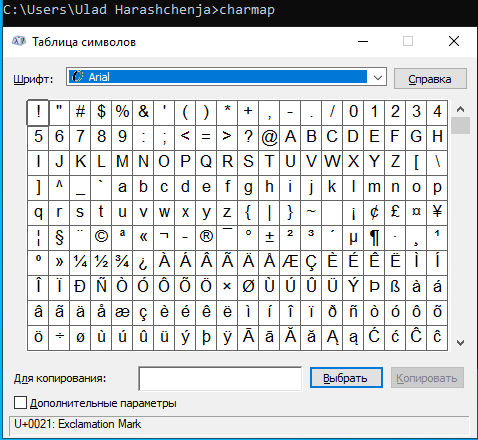 C:\Users\Ulad Harashchenja>charmap
Таблица символов
Шрифт: Arial Справка
! " # $ % & ' ( ) * + , - . / 0 1 2 3 4
5 6 7 8 9 : ; < = > ? @ A B C D E F G H
I J K L M N O P Q R S T U V W X Y Z [ \
] ^ _ ` a b c d e f g h i j k l m n o p
q r s t u v w x y z { | } ~ ¡ ¢ £ ¤ ¥
¦ § ¨ © ª « ¬ - ® ¯ ° ± ² ³ ´ µ ¶ · ¸ ¹
º » ¼ ½ ¾ ¿ À Á Â Ã Ä Å Æ Ç È É Ê Ë Ì Í
Î Ï Ð Ñ Ò Ó Ô Õ Ö × Ø Ù Ú Û Ü Ý Þ ß à á
â ã ä å æ ç è é ê ë ì í î ï ð ñ ò ó ô õ
ö ÷ ø ù ú û ü ý þ ÿ Ā ā Ă ă Ą ą Ć ć Ĉ ĉ
Для копирования: Выбрать Копировать
Дополнительные параметры
U+0021: Exclamation Mark